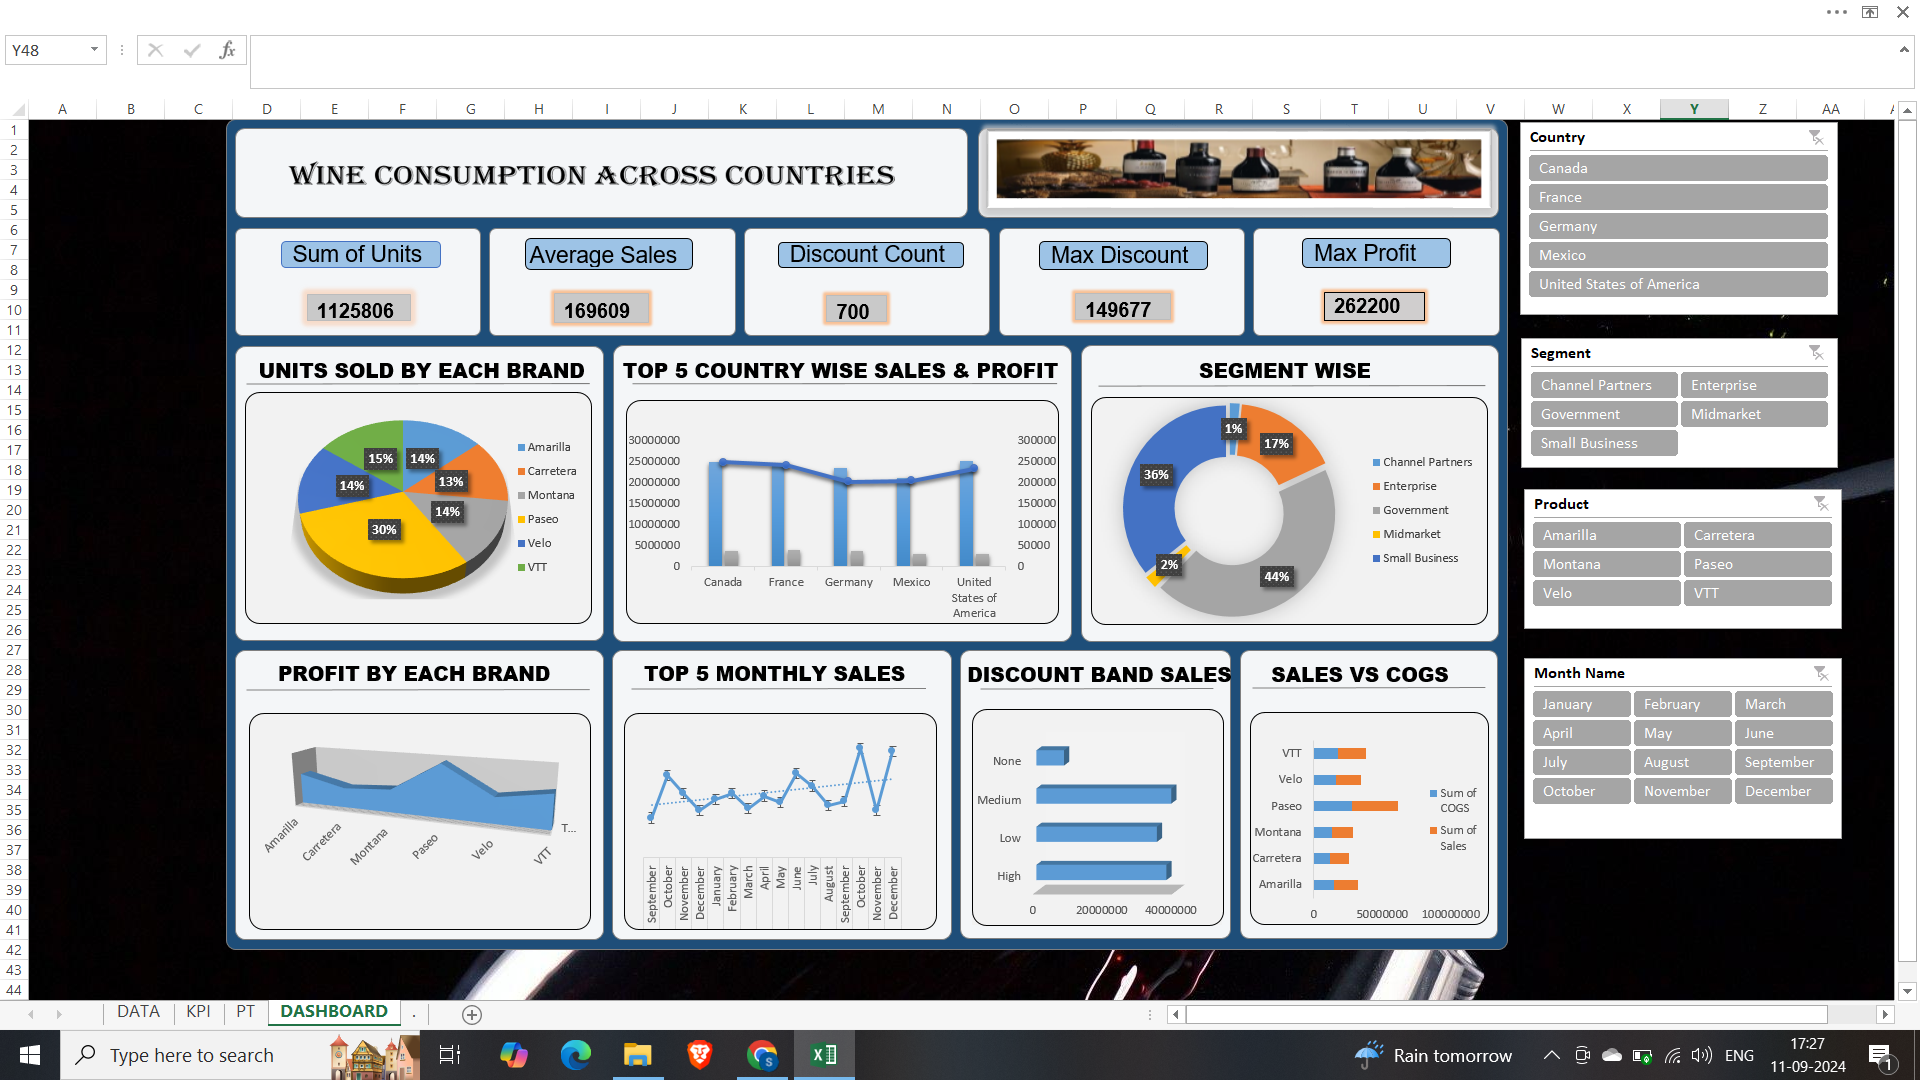 Y48
fx
A B C D E F G H I J K L M N O P Q R S T U V W X Y Z AA
1
2
3
4
5
6
7
8
9
10
11
12
13
14
15
16
17
18
19
20
21
22
23
24
25
26
27
28
29
30
31
32
33
34
35
36
37
38
39
40
41
42
43
44
WINE CONSUMPTION ACROSS COUNTRIES
Sum of Units
1125806
Average Sales
169609
Discount Count
700
Max Discount
149677
Max Profit
262200
UNITS SOLD BY EACH BRAND
15%
14%
13%
14%
14%
30%
Amarilla
Carretera
Montana
Paseo
Velo
VTT
TOP 5 COUNTRY WISE SALES & PROFIT
30000000
25000000
20000000
15000000
10000000
5000000
0
300000
250000
200000
150000
100000
50000
0
Canada
France
Germany
Mexico
United
States of
America
SEGMENT WISE
1%
17%
36%
2%
44%
Channel Partners
Enterprise
Government
Midmarket
Small Business
PROFIT BY EACH BRAND
Amarilla
Carretera
Montana
Paseo
Velo
VTT
T...
TOP 5 MONTHLY SALES
September
October
November
December
January
February
March
April
May
June
July
August
September
October
November
December
DISCOUNT BAND SALES
None
Medium
Low
High
0 20000000 40000000
SALES VS COGS
VTT
Velo
Paseo
Montana
Carretera
Amarilla
0 50000000 100000000
Sum of
COGS
Sum of
Sales
Country
Canada
France
Germany
Mexico
United States of America
Segment
Channel Partners Enterprise
Government Midmarket
Small Business
Product
Amarilla Carretera
Montana Paseo
Velo VTT
Month Name
January February March
April May June
July August September
October November December
DATA KPI PT DASHBOARD .
Type here to search
Rain tomorrow
ENG
17:27
11-09-2024
1